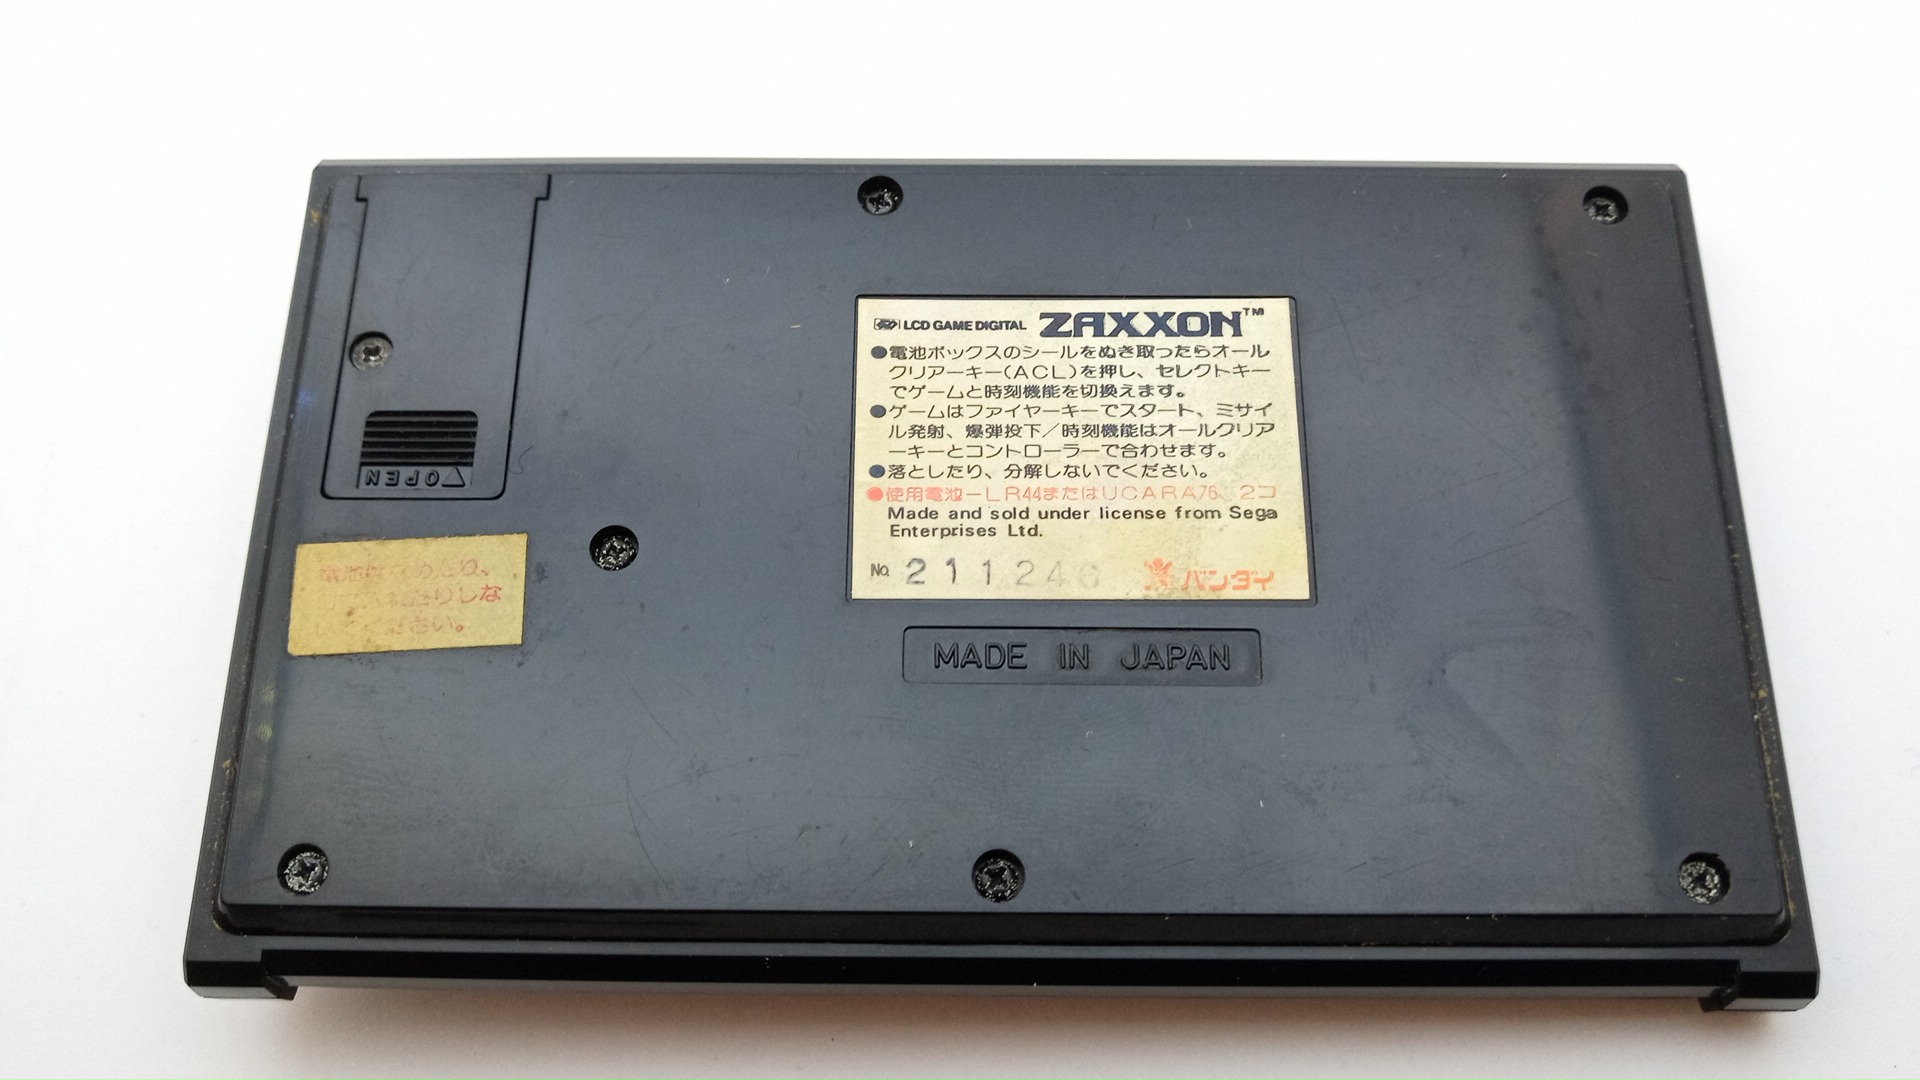 LCD GAME DIGITAL ZAXXON™
●電池ボックスのシールをぬき取ったらオール
クリアーキー(ACL)を押し、セレクトキー
でゲームと時刻機能を切換えます。
●ゲームはファイヤーキーでスタート、ミサイ
ル発射、爆弾投下/時刻機能はオールクリア
ーキーとコントローラーで合わせます。
●落としたり、分解しないでください。
●使用電池-LR44またはUCARA76、2コ
Made and sold under license from Sega
Enterprises Ltd.
No. 211246 バンダイ
OPEN
MADE IN JAPAN